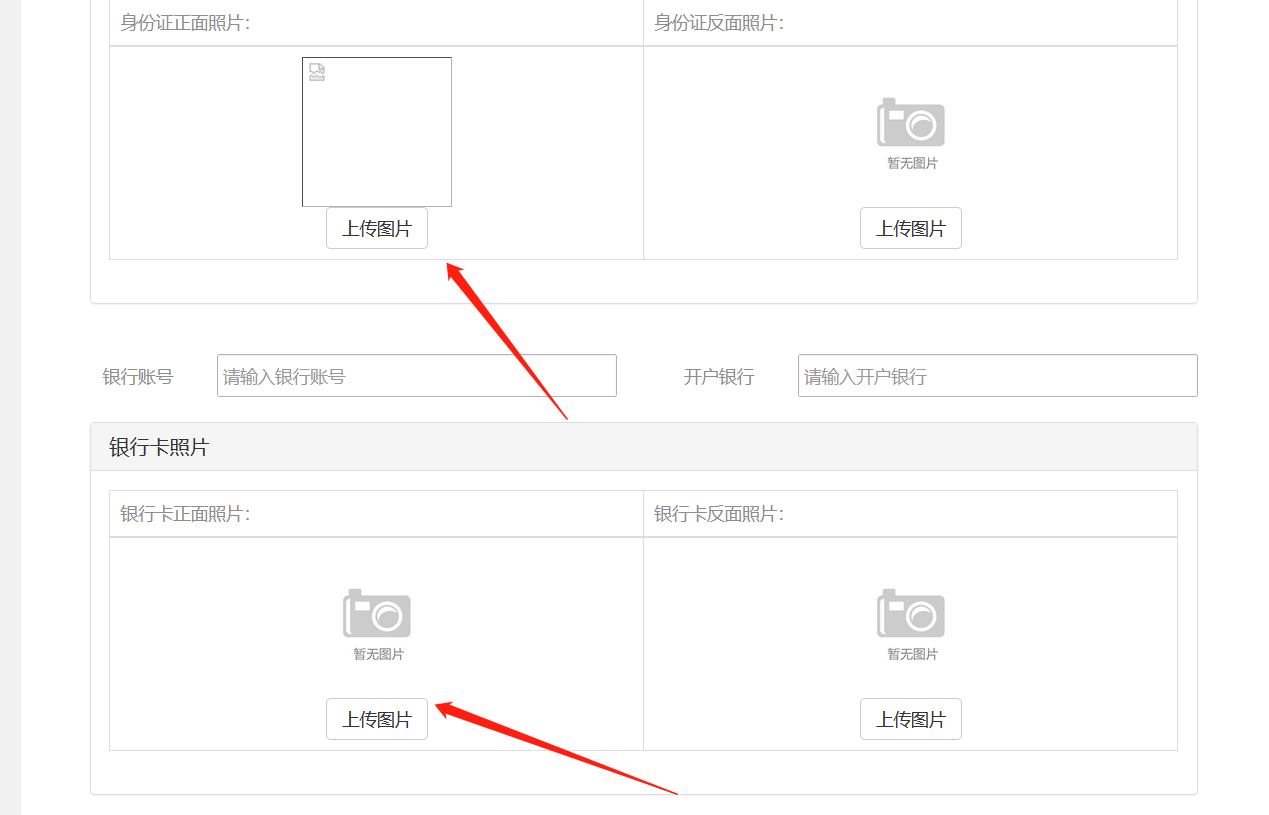 身份证正面照片：
身份证反面照片：
暂无图片
上传图片
上传图片
银行账号
请输入银行账号
开户银行
请输入开户银行
银行卡照片
银行卡正面照片：
银行卡反面照片：
暂无图片
暂无图片
上传图片
上传图片